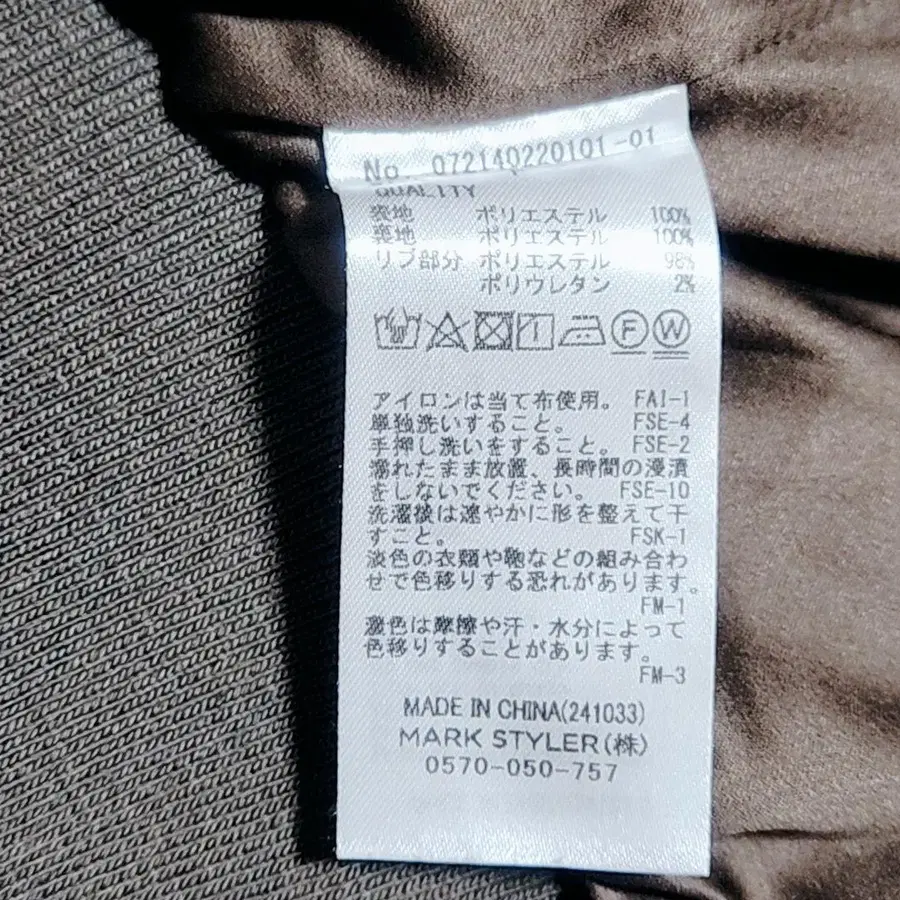 No. 072140220101-01
QUALITY
表地 ポリエステル 100%
裏地 ポリエステル 100%
リブ部分 ポリエステル 98%
ポリウレタン 2%
F W
アイロンは当て布使用。 FAI-1
単独洗いすること。 FSE-4
手押し洗いをすること。 FSE-2
濡れたまま放置、長時間の浸漬
をしないでください。 FSE-10
洗濯後は速やかに形を整えて干
すこと。 FSK-1
淡色の衣類や鞄などの組み合わ
せで色移りする恐れがあります。
FM-1
濃色は摩擦や汗・水分によって
色移りすることがあります。
FM-3
MADE IN CHINA(241033)
MARK STYLER(株)
0570-050-757